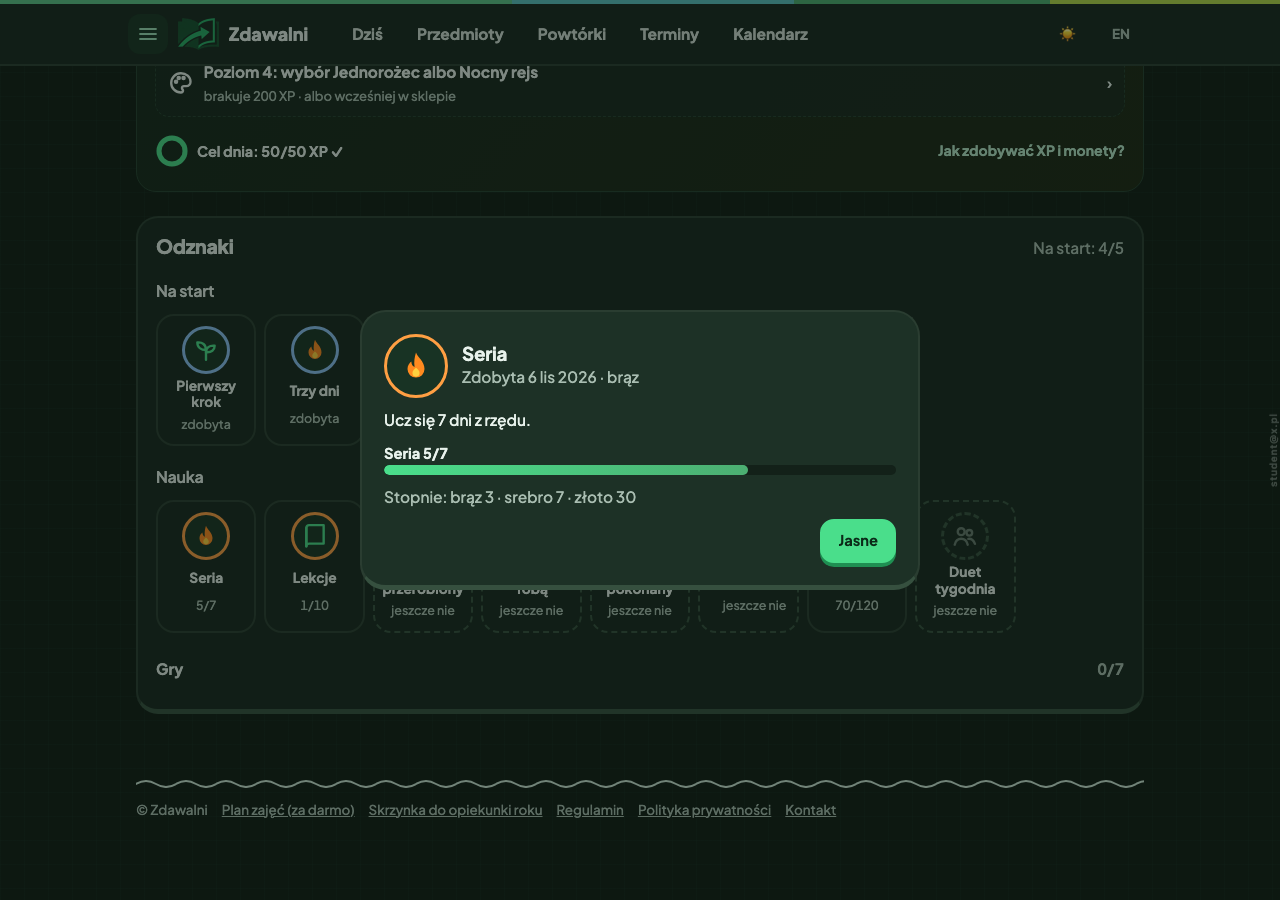 Zdawalni
Dziś
Przedmioty
Powtórki
Terminy
Kalendarz
EN
Poziom 4: wybór Jednorożec albo Nocny rejs
brakuje 200 XP · albo wcześniej w sklepie
Cel dnia: 50/50 XP ✓
Jak zdobywać XP i monety?
Odznaki
Na start: 4/5
Na start
Pierwszy
krok
zdobyta
Trzy dni
zdobyta
Seria
Zdobyta 6 lis 2026 · brąz
Ucz się 7 dni z rzędu.
Seria 5/7
Stopnie: brąz 3 · srebro 7 · złoto 30
Jasne
Nauka
Seria
5/7
Lekcje
1/10
przerobiony
jeszcze nie
jeszcze nie
pokonany
jeszcze nie
jeszcze nie
70/120
Duet
tygodnia
jeszcze nie
Gry
0/7
© Zdawalni
Plan zajęć (za darmo)
Skrzynka do opiekunki roku
Regulamin
Polityka prywatności
Kontakt
student@x.pl